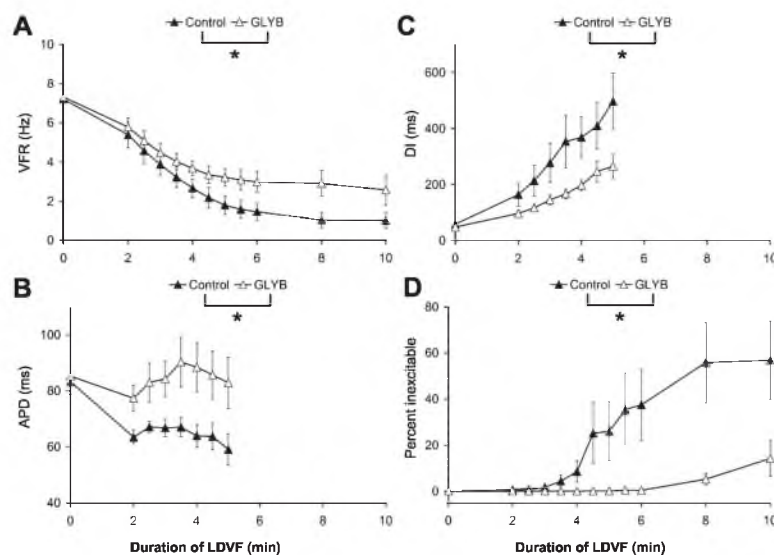 A
Control GLYB
*
10
8
6
4
2
0
VFR (Hz)
0 2 4 6 8 10
C
Control GLYB
*
600
400
200
0
DI (ms)
0 2 4 6 8 10
B
Control GLYB
*
100
80
60
40
APD (ms)
0 2 4 6 8 10
Duration of LDVF (min)
D
Control GLYB
*
80
60
40
20
0
Percent inexcitable
0 2 4 6 8 10
Duration of LDVF (min)